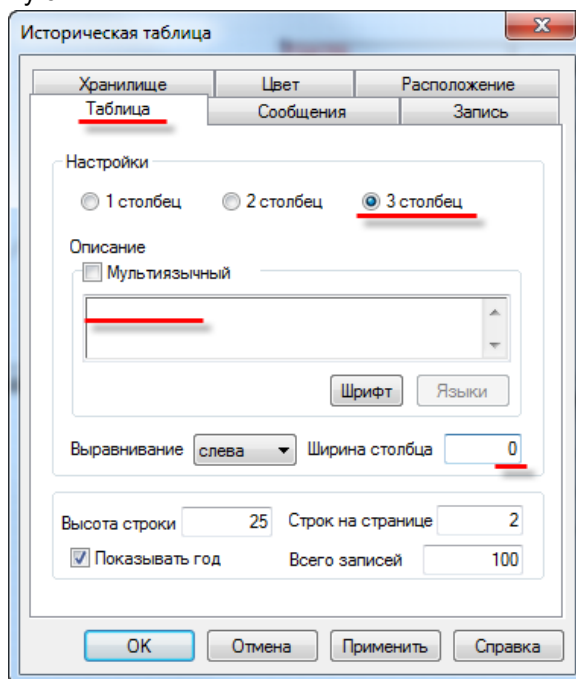 Историческая таблица
Хранилище Цвет Расположение
Таблица Сообщения Запись
Настройки
1 столбец 2 столбец 3 столбец
Описание
Мультиязычный
Шрифт Языки
Выравнивание слева Ширина столбца 0
Высота строки 25 Строк на странице 2
Показывать год Всего записей 100
OK Отмена Применить Справка